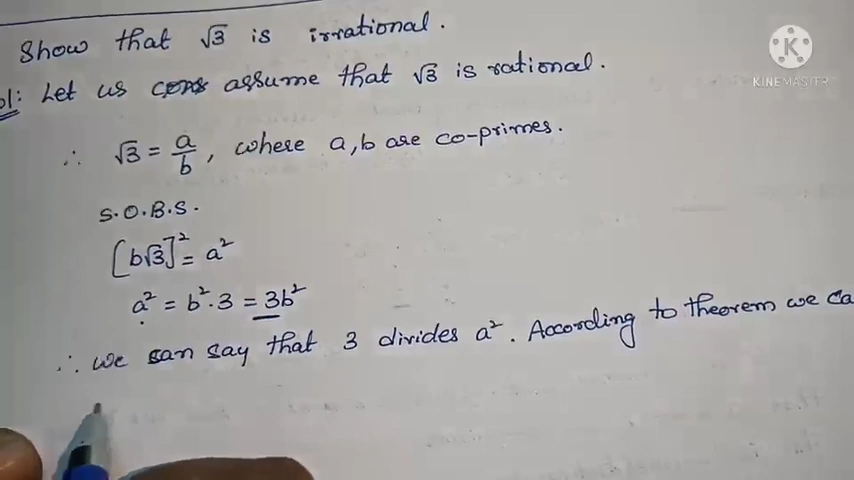 Show that √3 is irrational.
Let us cons assume that √3 is rational.
∴ √3 = a/b, where a,b are co-primes.
S.O.B.S.
[b√3]² = a²
a² = b².3 = 3b²
∴ we can say that 3 divides a². According to theorem we ca
K
KINEMASTER